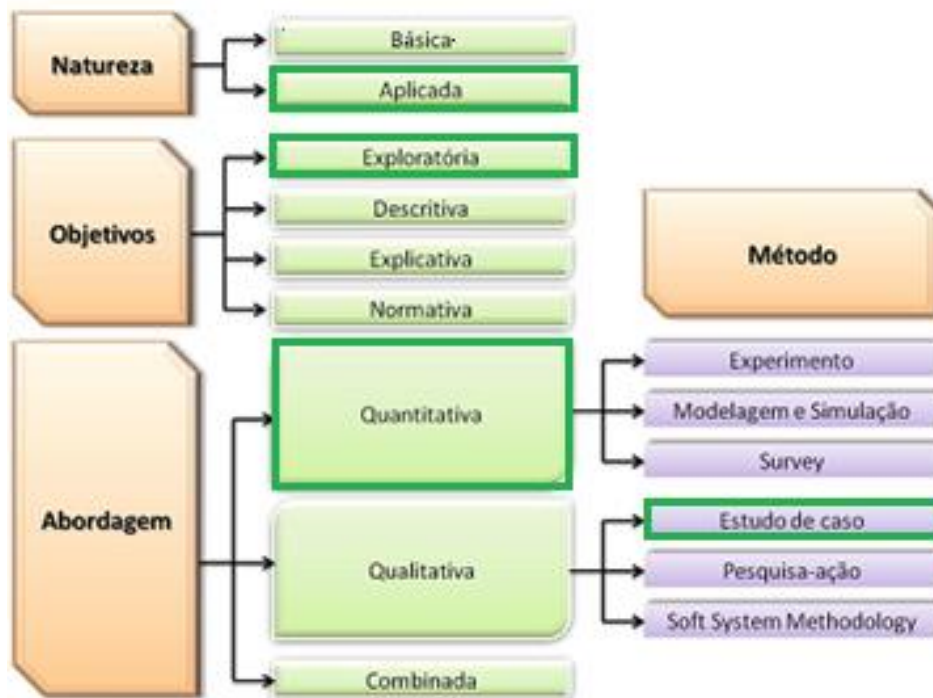 Natureza
Básica
Aplicada
Objetivos
Exploratória
Descritiva
Explicativa
Normativa
Método
Abordagem
Quantitativa
Experimento
Modelagem e Simulação
Survey
Qualitativa
Estudo de caso
Pesquisa-ação
Soft System Methodology
Combinada